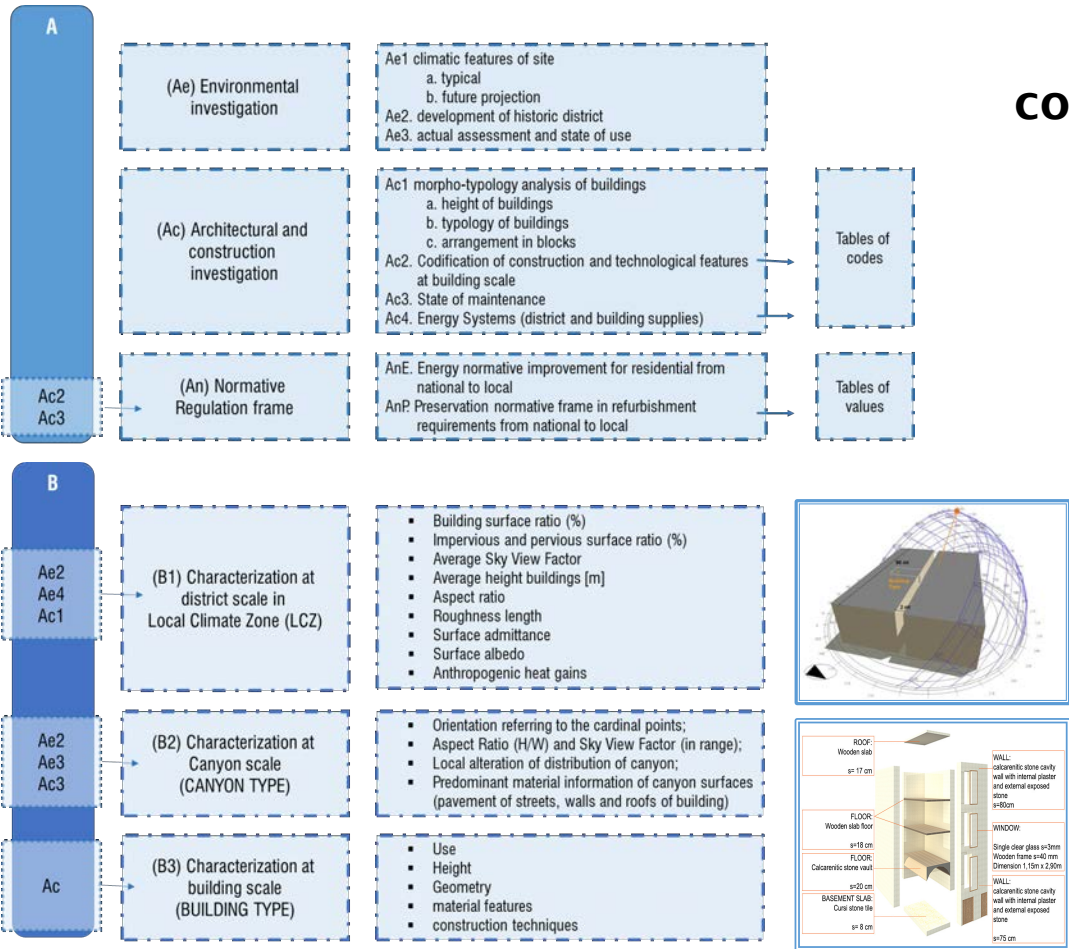 A
(Ae) Environmental
investigation
Ae1 climatic features of site
a. typical
b. future projection
Ae2. development of historic district
Ae3. actual assessment and state of use
CO
(Ac) Architectural and
construction
investigation
Ac1 morpho-typology analysis of buildings
a. height of buildings
b. typology of buildings
c. arrangement in blocks
Ac2. Codification of construction and technological features
at building scale
Ac3. State of maintenance
Ac4. Energy Systems (district and building supplies)
Tables of
codes
Ac2
Ac3
(An) Normative
Regulation frame
AnE. Energy normative improvement for residential from
national to local
AnP. Preservation normative frame in refurbishment
requirements from national to local
Tables of
values
B
Ae2
Ae4
Ac1
(B1) Characterization at
district scale in
Local Climate Zone (LCZ)
▪ Building surface ratio (%)
▪ Impervious and pervious surface ratio (%)
▪ Average Sky View Factor
▪ Average height buildings [m]
▪ Aspect ratio
▪ Roughness length
▪ Surface admittance
▪ Surface albedo
▪ Anthropogenic heat gains
Ae2
Ae3
Ac3
(B2) Characterization at
Canyon scale
(CANYON TYPE)
▪ Orientation referring to the cardinal points;
▪ Aspect Ratio (H/W) and Sky View Factor (in range);
▪ Local alteration of distribution of canyon;
▪ Predominant material information of canyon surfaces
(pavement of streets, walls and roofs of building)
Ac
(B3) Characterization at
building scale
(BUILDING TYPE)
▪ Use
▪ Height
▪ Geometry
▪ material features
▪ construction techniques
ROOF:
Wooden slab
s= 17 cm
FLOOR:
Wooden slab floor
s=18 cm
FLOOR:
Calcarenitic stone vault
s=20 cm
BASEMENT SLAB:
Cursi stone tile
s= 8 cm
WALL:
calcarenitic stone cavity
wall with internal plaster
and external exposed
stone
s=80cm
WINDOW:
Single clear glass s=3mm
Wooden frame s=40 mm
Dimension 1,15m x 2,90m
WALL:
calcarenitic stone cavity
wall with internal plaster
and external exposed
stone
s=75 cm